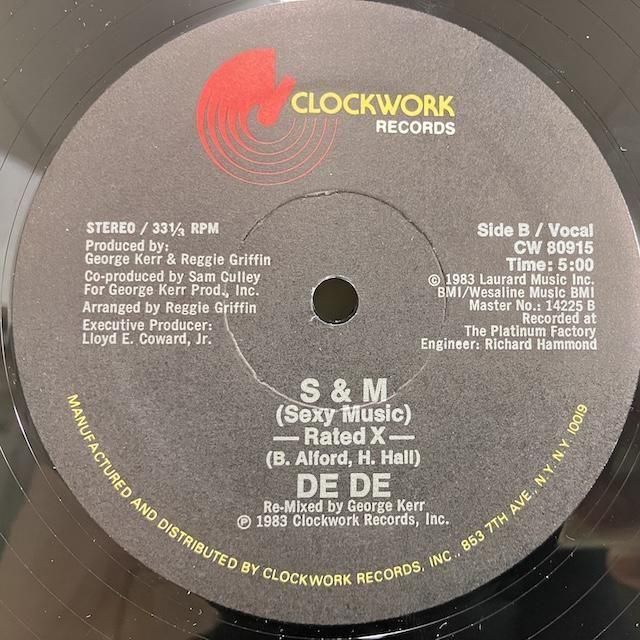 CLOCKWORK
RECORDS
STEREO / 33 1/3 RPM
Produced by:
George Kerr & Reggie Griffin
Co-produced by Sam Culley
For George Kerr Prod., Inc.
Arranged by Reggie Griffin
Executive Producer:
Lloyd E. Coward, Jr.
Side B / Vocal
CW 80915
Time: 5:00
© 1983 Laurard Music Inc.
BMI/Wesaline Music BMI
Master No.: 14225 B
Recorded at
The Platinum Factory
Engineer: Richard Hammond
S & M
(Sexy Music)
— Rated X —
(B. Alford, H. Hall)
DE DE
Re-Mixed by George Kerr
℗ 1983 Clockwork Records, Inc.
MANUFACTURED AND DISTRIBUTED BY CLOCKWORK RECORDS, INC., 853 7TH AVE., N.Y. N.Y. 10019